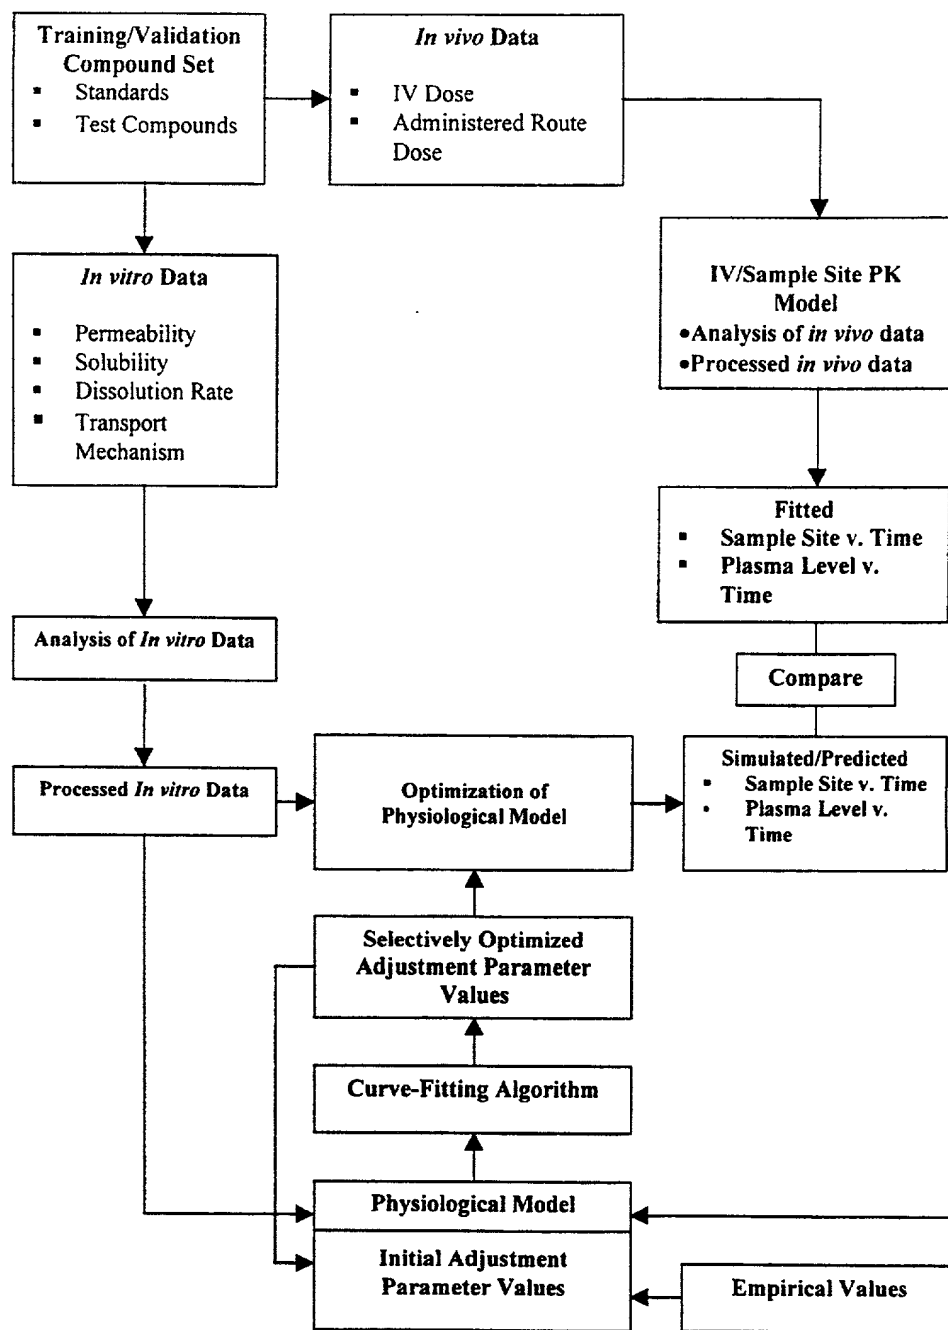 Training/Validation
Compound Set
▪ Standards
▪ Test Compounds
In vivo Data
▪ IV Dose
▪ Administered Route
Dose
In vitro Data
▪ Permeability
▪ Solubility
▪ Dissolution Rate
▪ Transport
Mechanism
IV/Sample Site PK
Model
•Analysis of in vivo data
•Processed in vivo data
Fitted
▪ Sample Site v. Time
▪ Plasma Level v.
Time
Analysis of In vitro Data
Compare
Processed In vitro Data
Optimization of
Physiological Model
Simulated/Predicted
▪ Sample Site v. Time
• Plasma Level v.
Time
Selectively Optimized
Adjustment Parameter
Values
Curve-Fitting Algorithm
Physiological Model
Initial Adjustment
Parameter Values
Empirical Values